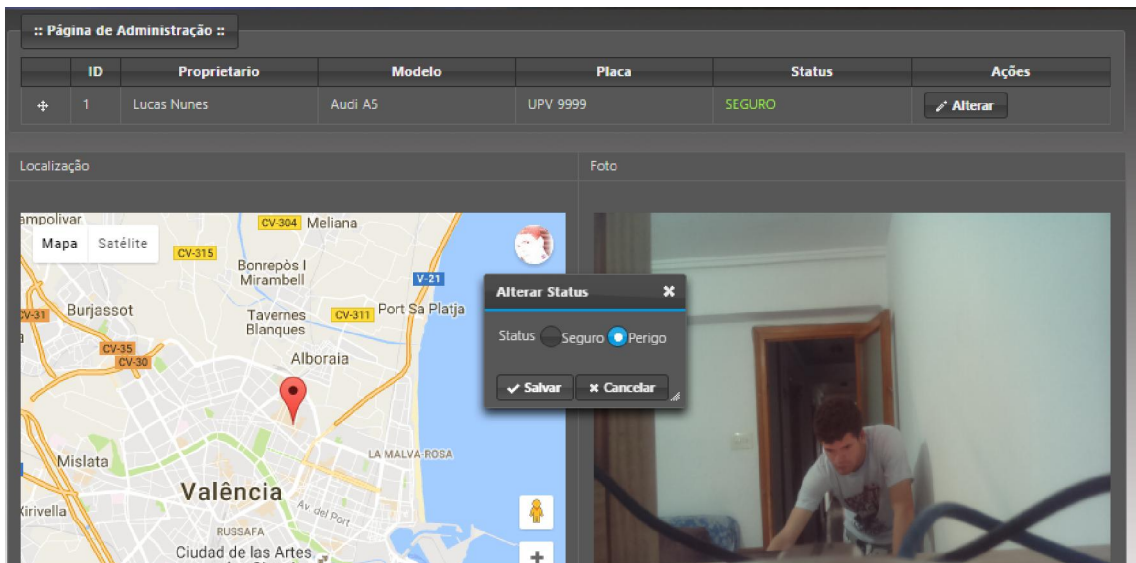 :: Página de Administração ::
ID Proprietario Modelo Placa Status Ações
1 Lucas Nunes Audi A5 UPV 9999 SEGURO Alterar
Localização
Foto
Mapa Satélite
CV-304 Meliana
CV-315
Bonrepòs I
Mirambell
V-21
CV-31 Burjassot
Tavernes
Blanques
CV-311 Port Sa Platja
CV-35
CV-30
Alboraia
Mislata
LA MALVA-ROSA
Valência
Av. del Port
Xirivella
RUSSAFA
Ciudad de las Artes
Alterar Status
Status Seguro Perigo
Salvar Cancelar